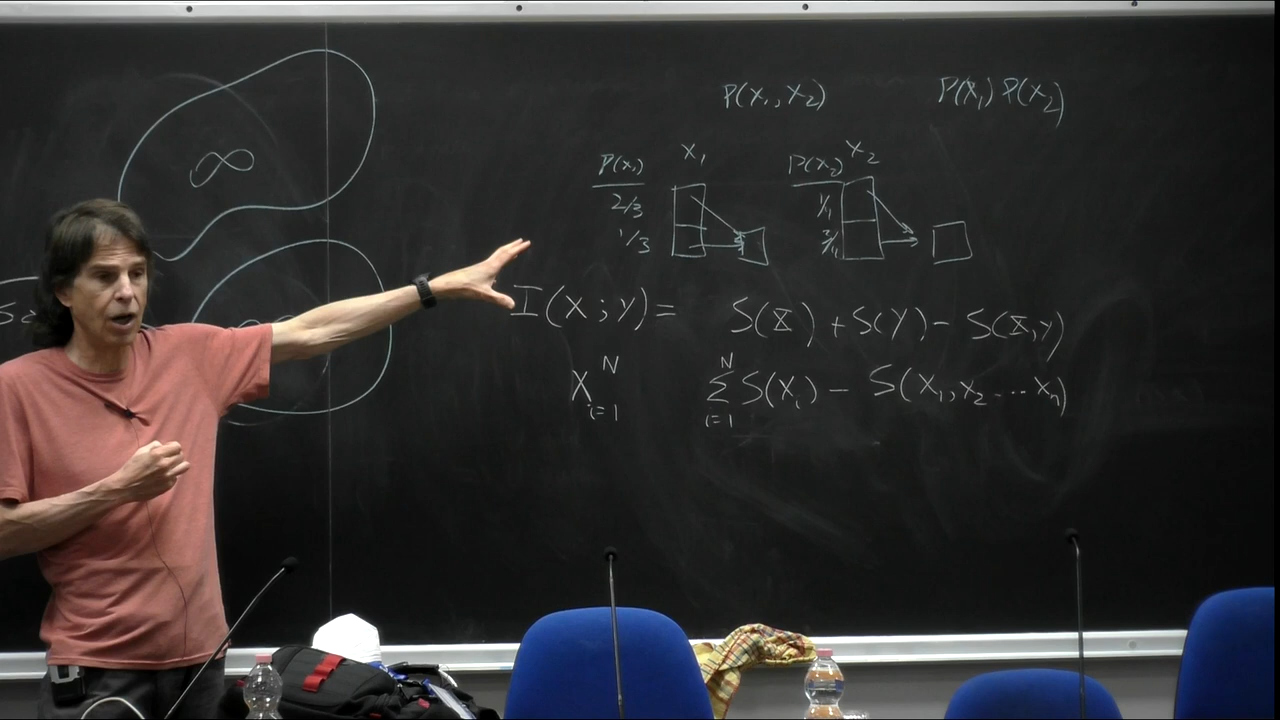 P(X₁, X₂) P(X₁) P(X₂)
P(X₁) X₁ P(X₂) X₂
2/3
1/3
I(X;Y) = S(X) + S(Y) − S(X,Y)
X i=1 N ∑ i=1 N S(Xᵢ) − S(X₁, X₂ ... Xₙ)
∞